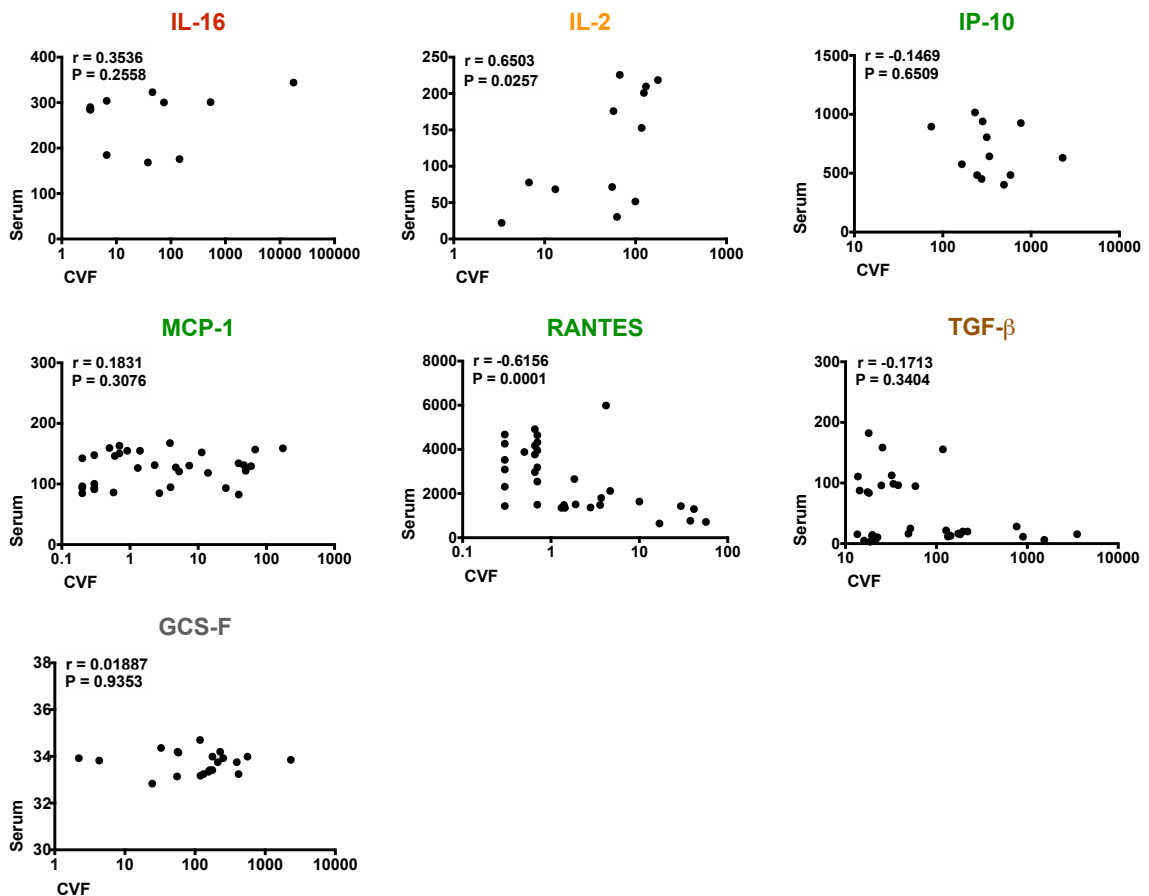 IL-16
r = 0.3536
P = 0.2558
400
300
200
100
0
Serum
1 10 100 1000 10000 100000
CVF
IL-2
r = 0.6503
P = 0.0257
250
200
150
100
50
0
Serum
1 10 100 1000
CVF
IP-10
r = -0.1469
P = 0.6509
1500
1000
500
0
Serum
10 100 1000 10000
CVF
MCP-1
r = 0.1831
P = 0.3076
300
200
100
0
Serum
0.1 1 10 100 1000
CVF
RANTES
r = -0.6156
P = 0.0001
8000
6000
4000
2000
0
Serum
0.1 1 10 100
CVF
TGF-β
r = -0.1713
P = 0.3404
300
200
100
0
Serum
10 100 1000 10000
CVF
GCS-F
r = 0.01887
P = 0.9353
38
36
34
32
30
Serum
1 10 100 1000 10000
CVF